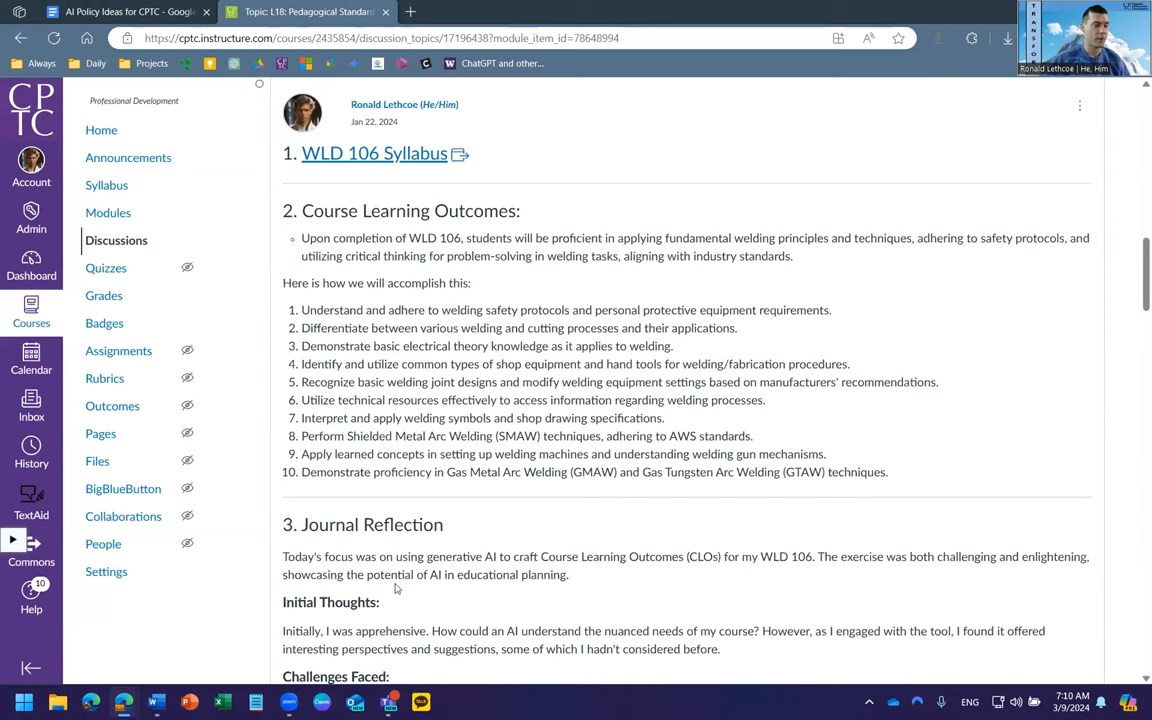 AI Policy Ideas for CPTC - Google
Topic: L18: Pedagogical Standard
https://cptc.instructure.com/courses/2435854/discussion_topics/17196438?module_item_id=78648994
Always
Daily
Projects
ChatGPT and other...
TRANSFO
Ronald Lethcoe | He, Him
CP
TC
Account
Admin
Dashboard
Courses
Calendar
Inbox
History
TextAid
Commons
10
Help
Professional Development
Home
Announcements
Syllabus
Modules
Discussions
Quizzes
Grades
Badges
Assignments
Rubrics
Outcomes
Pages
Files
BigBlueButton
Collaborations
People
Settings
Ronald Lethcoe (He/Him)
Jan 22, 2024
1. WLD 106 Syllabus
2. Course Learning Outcomes:
Upon completion of WLD 106, students will be proficient in applying fundamental welding principles and techniques, adhering to safety protocols, and
utilizing critical thinking for problem-solving in welding tasks, aligning with industry standards.
Here is how we will accomplish this:
1. Understand and adhere to welding safety protocols and personal protective equipment requirements.
2. Differentiate between various welding and cutting processes and their applications.
3. Demonstrate basic electrical theory knowledge as it applies to welding.
4. Identify and utilize common types of shop equipment and hand tools for welding/fabrication procedures.
5. Recognize basic welding joint designs and modify welding equipment settings based on manufacturers' recommendations.
6. Utilize technical resources effectively to access information regarding welding processes.
7. Interpret and apply welding symbols and shop drawing specifications.
8. Perform Shielded Metal Arc Welding (SMAW) techniques, adhering to AWS standards.
9. Apply learned concepts in setting up welding machines and understanding welding gun mechanisms.
10. Demonstrate proficiency in Gas Metal Arc Welding (GMAW) and Gas Tungsten Arc Welding (GTAW) techniques.
3. Journal Reflection
Today's focus was on using generative AI to craft Course Learning Outcomes (CLOs) for my WLD 106. The exercise was both challenging and enlightening,
showcasing the potential of AI in educational planning.
Initial Thoughts:
Initially, I was apprehensive. How could an AI understand the nuanced needs of my course? However, as I engaged with the tool, I found it offered
interesting perspectives and suggestions, some of which I hadn't considered before.
Challenges Faced:
ENG
7:10 AM
3/9/2024